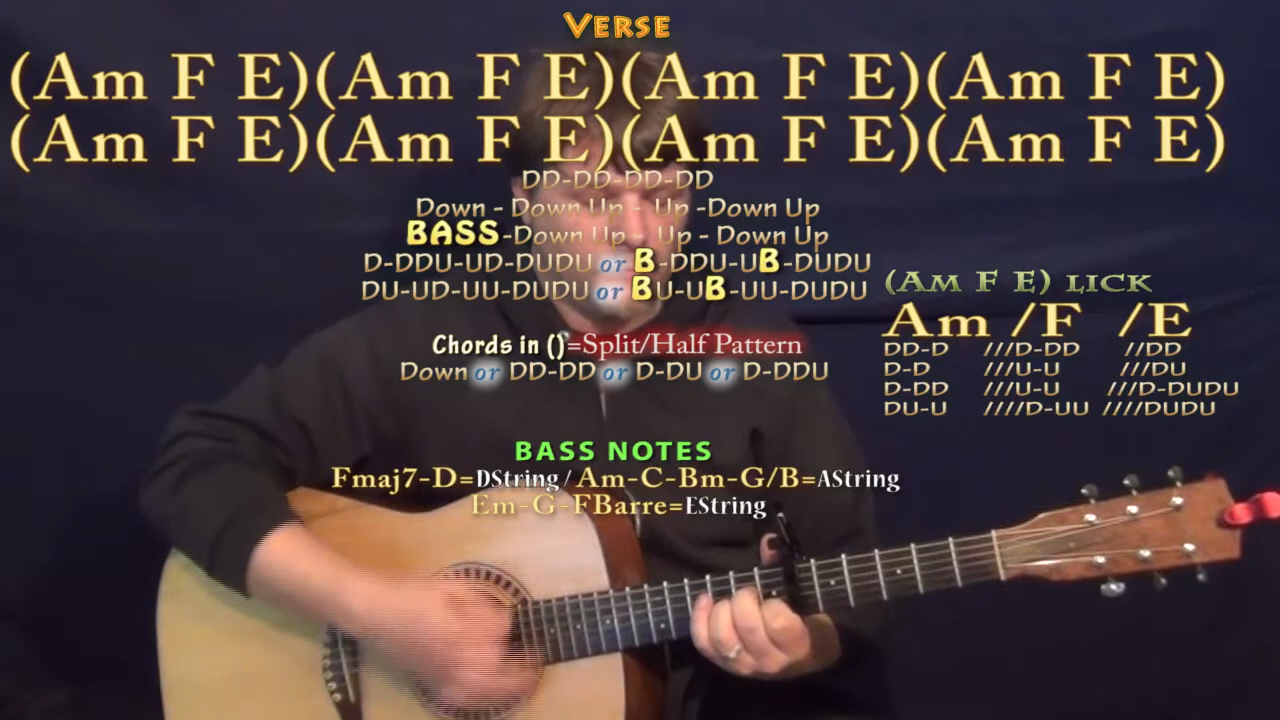 VERSE
(Am F E)(Am F E)(Am F E)(Am F E)
(Am F E)(Am F E)(Am F E)(Am F E)
DD-DD-DD-DD
Down - Down Up - Up -Down Up
BASS-Down Up - Up - Down Up
D-DDU-UD-DUDU or B-DDU-UB-DUDU
DU-UD-UU-DUDU or BU-UB-UU-DUDU
Chords in ()=Split/Half Pattern
Down or DD-DD or D-DU or D-DDU
(AM F E) LICK
Am /F /E
DD-D ///D-DD //DD
D-D ///U-U ///DU
D-DD ///U-U ///D-DUDU
DU-U ////D-UU ////DUDU
BASS NOTES
Fmaj7-D=DString / Am-C-Bm-G/B=AString
Em-G-FBarre=EString